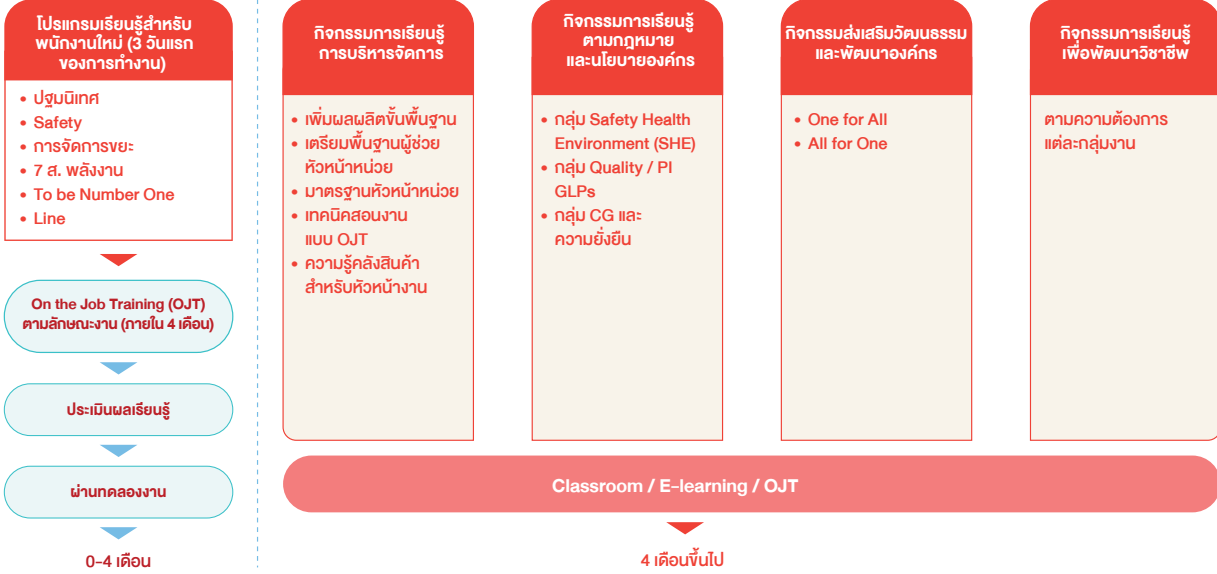 โปรแกรมเรียนรู้สำหรับ
พนักงานใหม่ (3 วันแรก
ของการทำงาน)
• ปฐมนิเทศ
• Safety
• การจัดการขยะ
• 7 ส. พลังงาน
• To be Number One
• Line
On the Job Training (OJT)
ตามลักษณะงาน (ภายใน 4 เดือน)
ประเมินผลเรียนรู้
ผ่านทดลองงาน
0-4 เดือน
กิจกรรมการเรียนรู้
การบริหารจัดการ
• เพิ่มผลผลิตขั้นพื้นฐาน
• เตรียมพื้นฐานผู้ช่วย
หัวหน้าหน่วย
• มาตรฐานหัวหน้าหน่วย
• เทคนิคสอนงาน
แบบ OJT
• ความรู้คลังสินค้า
สำหรับหัวหน้างาน
กิจกรรมการเรียนรู้
ตามกฎหมาย
และนโยบายองค์กร
• กลุ่ม Safety Health
Environment (SHE)
• กลุ่ม Quality / PI
GLPs
• กลุ่ม CG และ
ความยั่งยืน
กิจกรรมส่งเสริมวัฒนธรรม
และพัฒนาองค์กร
• One for All
• All for One
กิจกรรมการเรียนรู้
เพื่อพัฒนาวิชาชีพ
ตามความต้องการ
แต่ละกลุ่มงาน
Classroom / E-learning / OJT
4 เดือนขึ้นไป